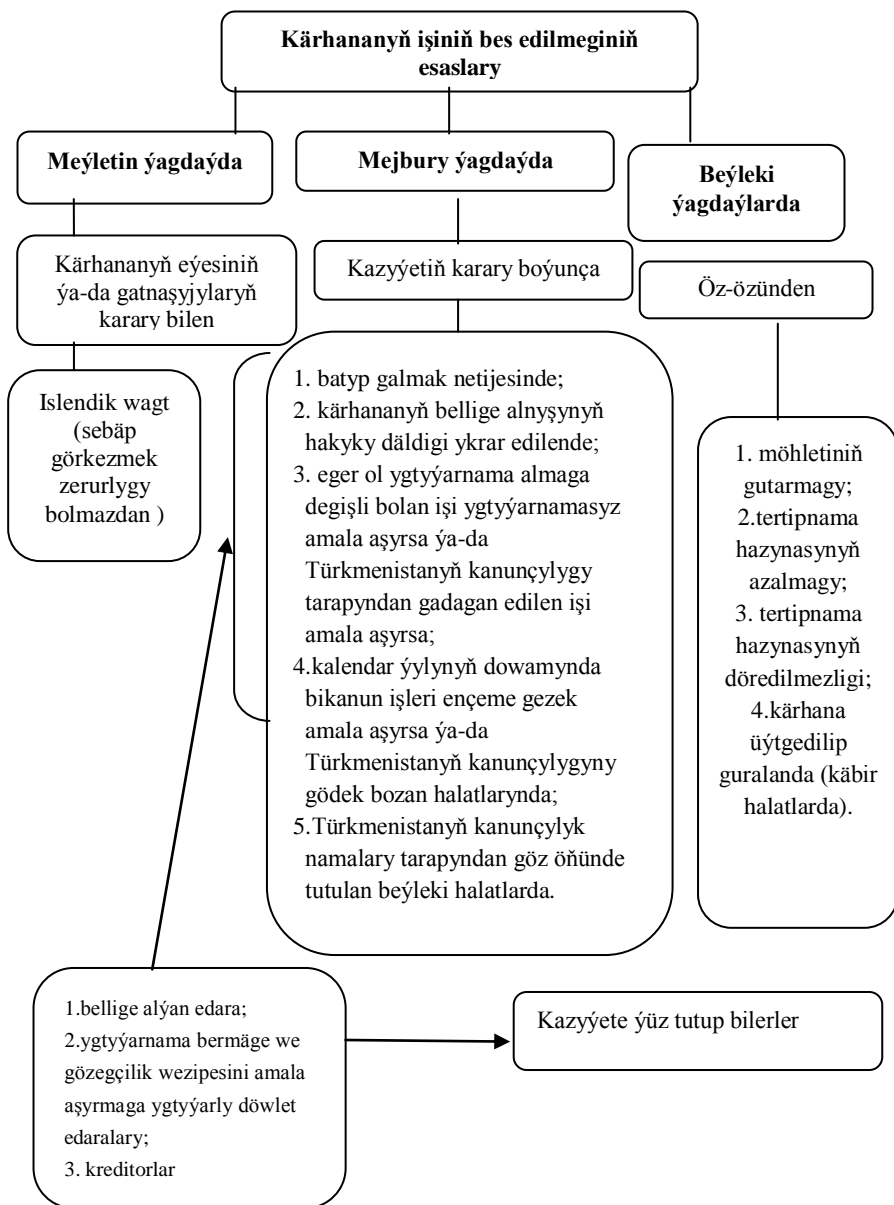 Kärhananyň işiniň bes edilmeginiň
esaslary
Meýletin ýagdaýda
Mejbury ýagdaýda
Beýleki
ýagdaýlarda
Kärhananyň eýesiniň
ýa-da gatnaşyjylaryň
karary bilen
Kazyýetiň karary boýunça
Öz-özünden
Islendik wagt
(sebäp
görkezmek
zerurlygy
bolmazdan )
1. batyp galmak netijesinde;
2. kärhananyň bellige alnyşynyň
hakyky däldigi ykrar edilende;
3. eger ol ygtyýarnama almaga
degişli bolan işi ygtyýarnamasyz
amala aşyrsa ýa-da
Türkmenistanyň kanunçylygy
tarapyndan gadagan edilen işi
amala aşyrsa;
4.kalendar ýylynyň dowamynda
bikanun işleri ençeme gezek
amala aşyrsa ýa-da
Türkmenistanyň kanunçylygyny
gödek bozan halatlarynda;
5.Türkmenistanyň kanunçylyk
namalary tarapyndan göz öňünde
tutulan beýleki halatlarda.
1. möhletiniň
gutarmagy;
2.tertipnama
hazynasynyň
azalmagy;
3. tertipnama
hazynasynyň
döredilmezligi;
4.kärhana
üýtgedilip
guralanda (käbir
halatlarda).
1.bellige alýan edara;
2.ygtyýarnama bermäge we
gözegçilik wezipesini amala
aşyrmaga ygtyýarly döwlet
edaralary;
3. kreditorlar
Kazyýete ýüz tutup bilerler